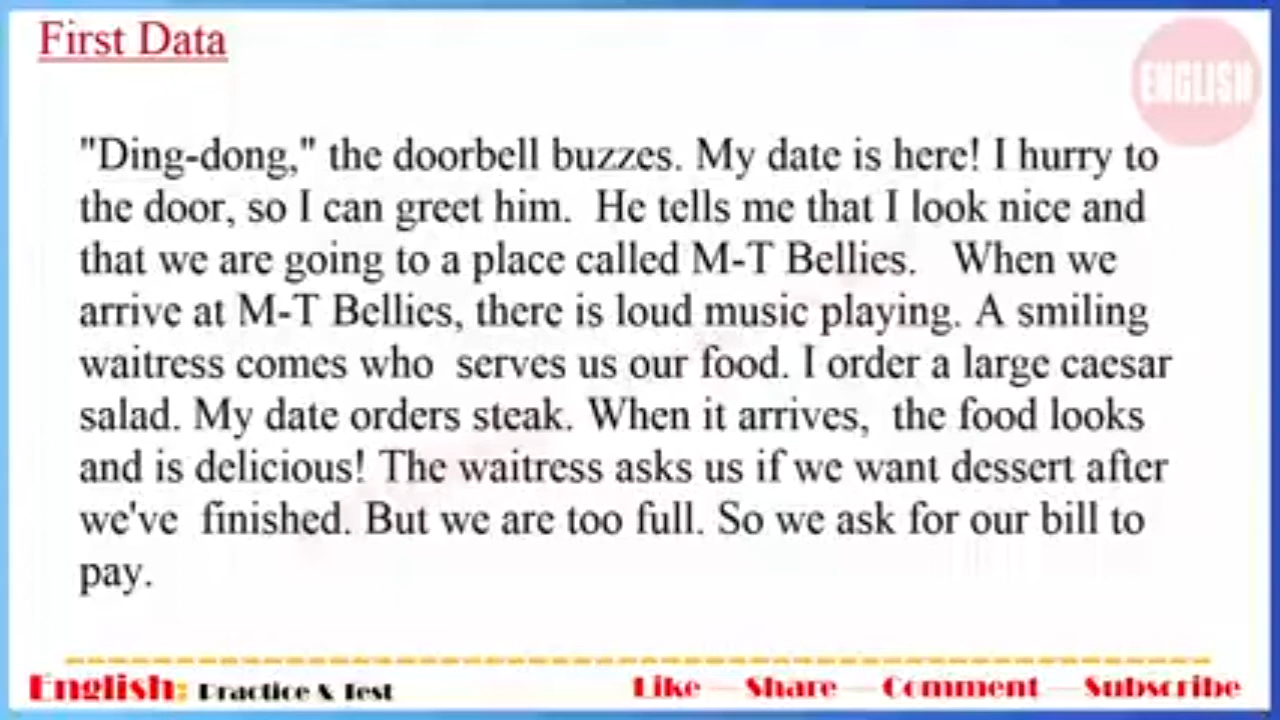 First Data
ENGLISH
"Ding-dong," the doorbell buzzes. My date is here! I hurry to
the door, so I can greet him. He tells me that I look nice and
that we are going to a place called M-T Bellies. When we
arrive at M-T Bellies, there is loud music playing. A smiling
waitress comes who serves us our food. I order a large caesar
salad. My date orders steak. When it arrives, the food looks
and is delicious! The waitress asks us if we want dessert after
we've finished. But we are too full. So we ask for our bill to
pay.
English: Practice & Test
Like — Share — Comment — Subscribe